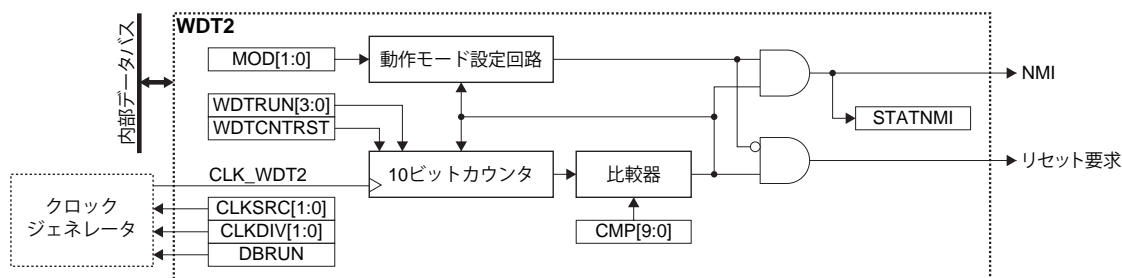 WDT2
内部データバス
MOD[1:0]
動作モード設定回路
NMI
WDTRUN[3:0]
WDTCNTRST
STATNMI
10ビットカウンタ
比較器
リセット要求
CLK_WDT2
クロック
ジェネレータ
CLKSRC[1:0]
CLKDIV[1:0]
DBRUN
CMP[9:0]